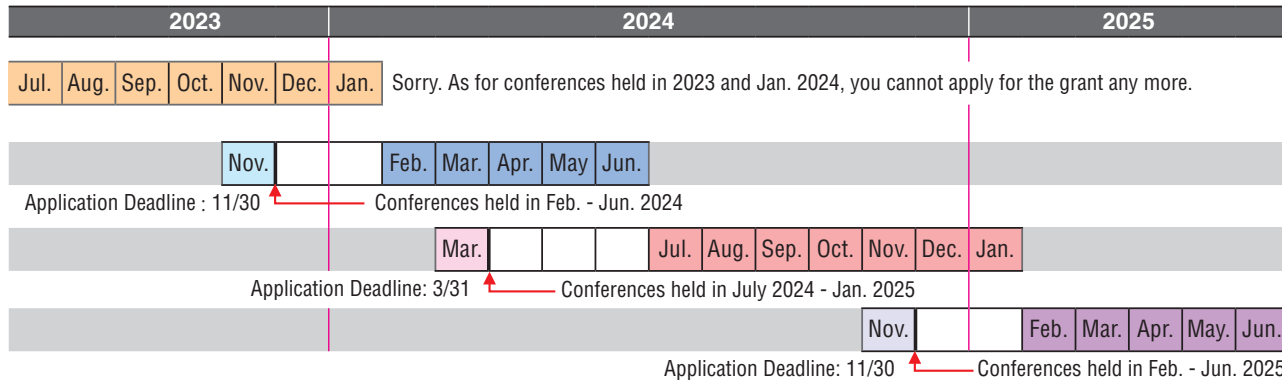 2023 2024 2025
Jul. Aug. Sep. Oct. Nov. Dec. Jan. Sorry. As for conferences held in 2023 and Jan. 2024, you cannot apply for the grant any more.
Nov. Feb. Mar. Apr. May Jun.
Application Deadline : 11/30 Conferences held in Feb. - Jun. 2024
Mar. Jul. Aug. Sep. Oct. Nov. Dec. Jan.
Application Deadline: 3/31 Conferences held in July 2024 - Jan. 2025
Nov. Feb. Mar. Apr. May. Jun.
Application Deadline: 11/30 Conferences held in Feb. - Jun. 2025